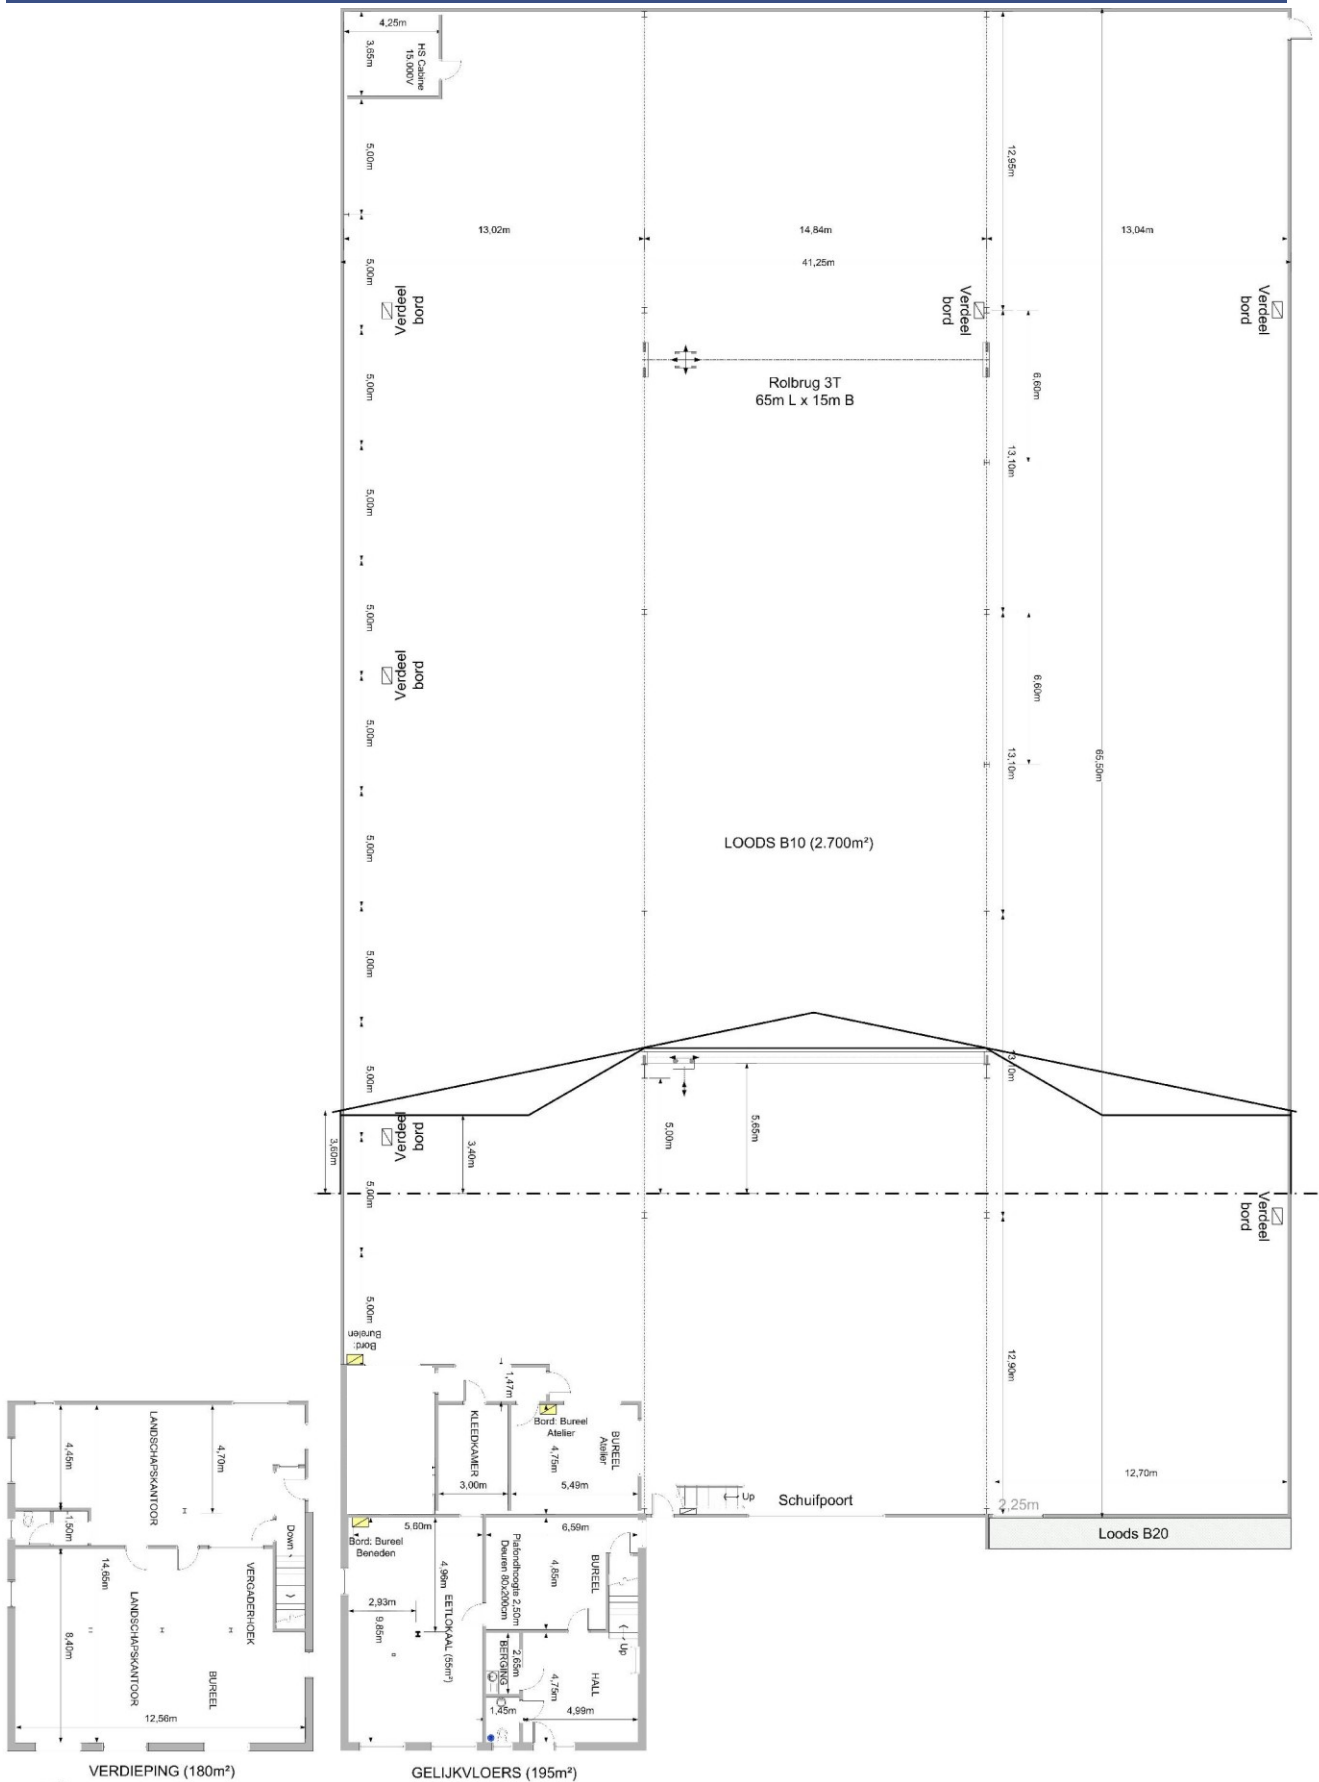 4,25m
3,65m
HS Cabine
15.000V
5,00m
12,95m
13,02m
14,84m
13,04m
41,25m
5,00m
Verdeel
bord
Verdeel
bord
Verdeel
bord
Rolbrug 3T
65m L x 15m B
5,00m
6,60m
13,10m
5,00m
5,00m
Verdeel
bord
6,60m
5,00m
13,10m
65,50m
LOODS B10 (2.700m²)
5,00m
5,00m
5,00m
13,10m
3,60m
Verdeel
bord
3,40m
5,00m
5,65m
5,00m
Verdeel
bord
5,00m
12,90m
Bord:
Burelen
1,47m
KLEEDKAMER
3,00m
Bord: Bureel
Atelier
4,75m
BUREEL
Atelier
5,49m
Up
Schuifpoort
12,70m
2,25m
Loods B20
LANDSCHAPSKANTOOR
4,45m
4,70m
1,50m
Down
14,65m
VERGADERHOEK
8,40m
LANDSCHAPSKANTOOR
BUREEL
12,56m
VERDIEPING (180m²)
5,60m
Bord: Bureel
Beneden
4,96m
2,93m
9,85m
EETLOKAAL (55m²)
Plafondhoogte 2,50m
Deuren 80x200cm
6,59m
4,85m
BUREEL
Up
BERGING
2,65m
4,75m
HALL
1,45m
4,99m
GELIJKVLOERS (195m²)